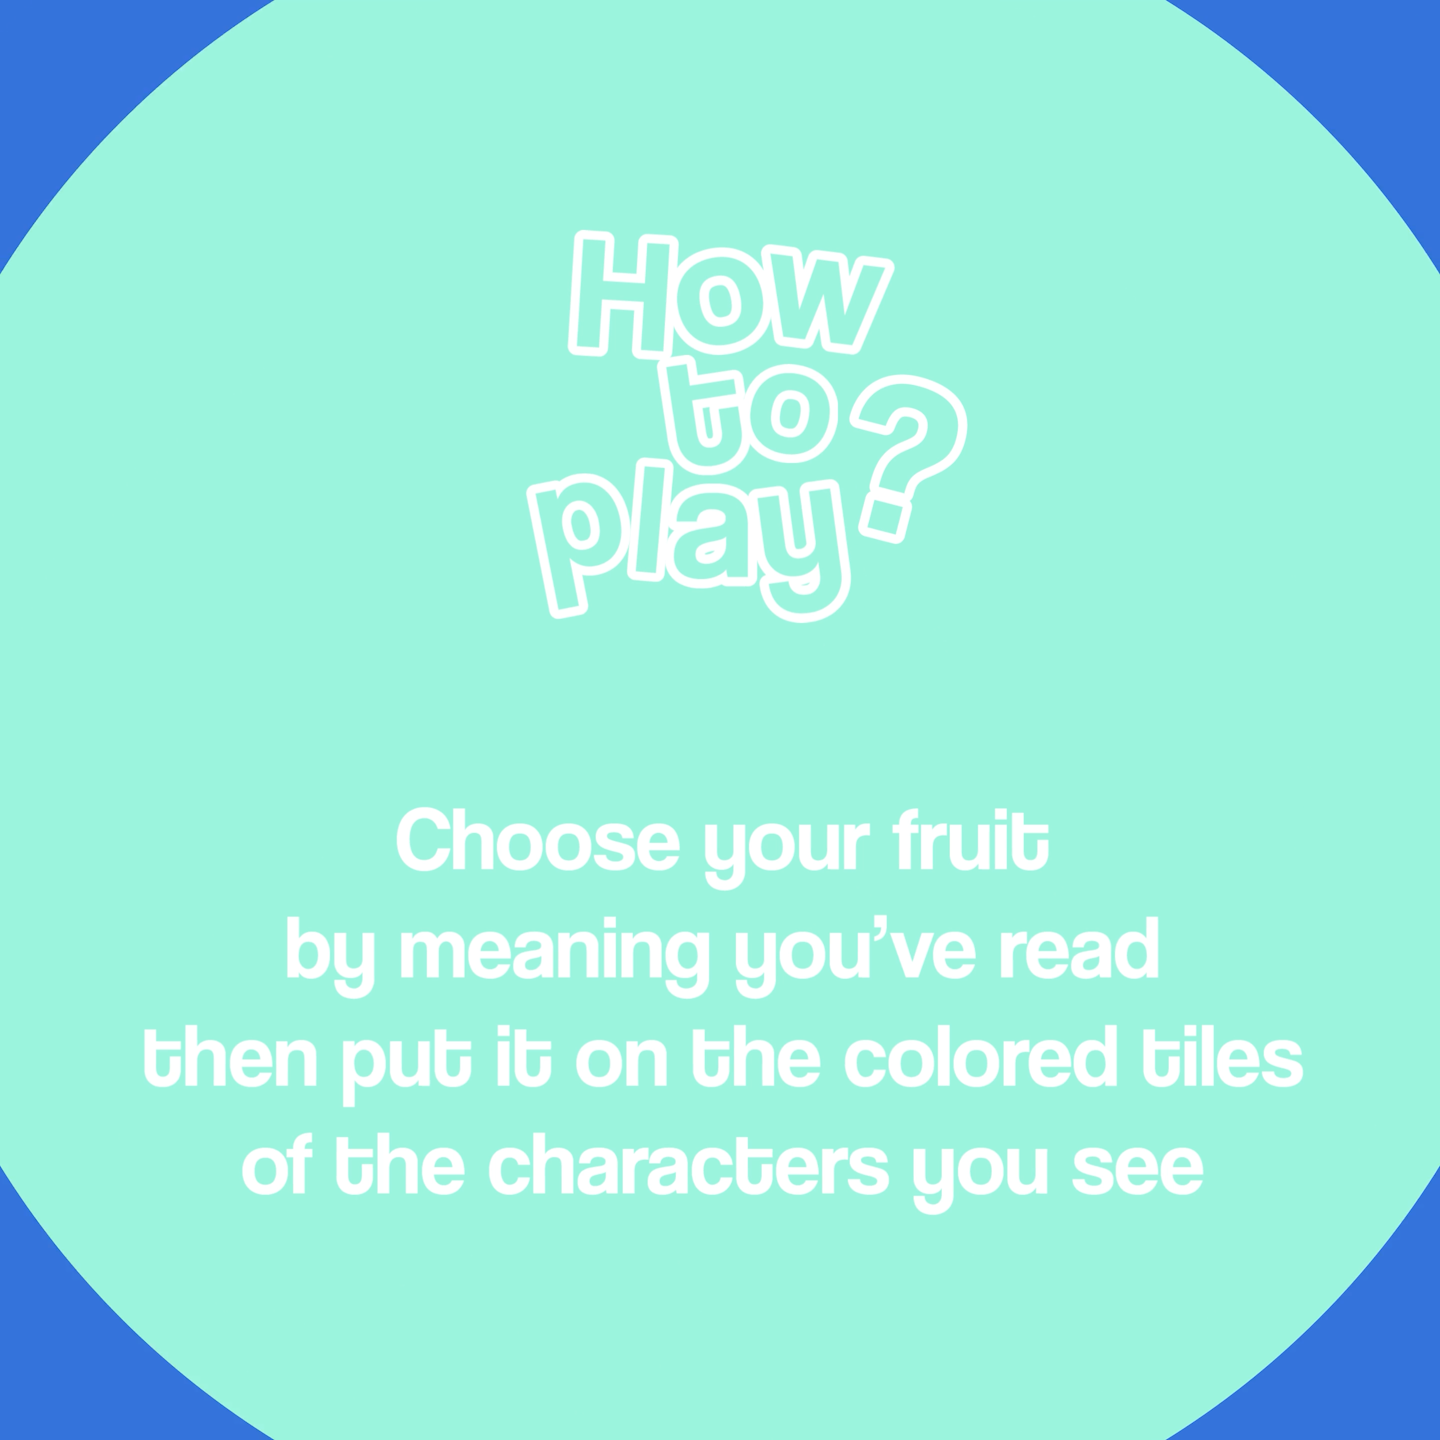 How
to
play?
Choose your fruit
by meaning you’ve read
then put it on the colored tiles
of the characters you see